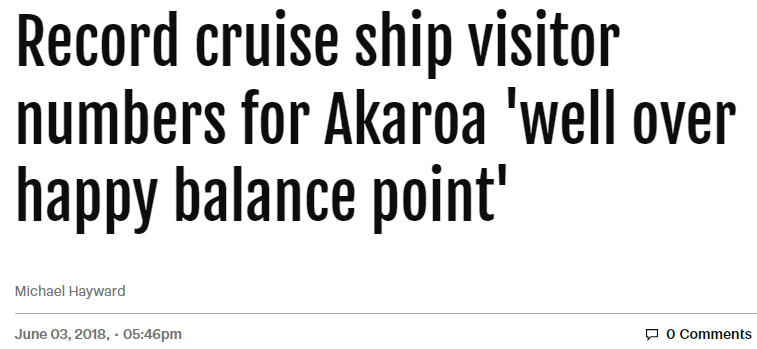 Record cruise ship visitor
numbers for Akaroa 'well over
happy balance point'
Michael Hayward
June 03, 2018, • 05:46pm
0 Comments